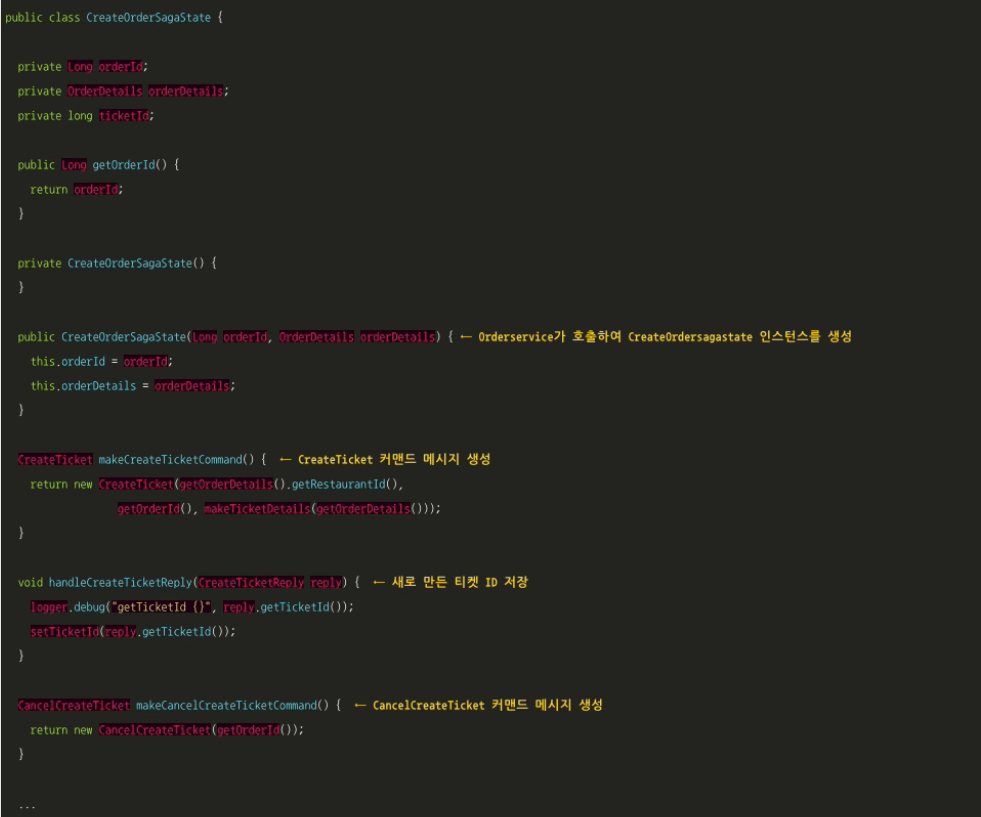 public class CreateOrderSagaState {
private Long orderId;
private OrderDetails orderDetails;
private long ticketId;
public Long getOrderId() {
return orderId;
}
private CreateOrderSagaState() {
}
public CreateOrderSagaState(Long orderId, OrderDetails orderDetails) { ← Orderservice가 호출하여 CreateOrdersagastate 인스턴스를 생성
this.orderId = orderId;
this.orderDetails = orderDetails;
}
CreateTicket makeCreateTicketCommand() { ← CreateTicket 커맨드 메시지 생성
return new CreateTicket(getOrderDetails().getRestaurantId(),
getOrderId(), makeTicketDetails(getOrderDetails()));
}
void handleCreateTicketReply(CreateTicketReply reply) { ← 새로 만든 티켓 ID 저장
logger.debug("getTicketId {}", reply.getTicketId());
setTicketId(reply.getTicketId());
}
CancelCreateTicket makeCancelCreateTicketCommand() { ← CancelCreateTicket 커맨드 메시지 생성
return new CancelCreateTicket(getOrderId());
}
...